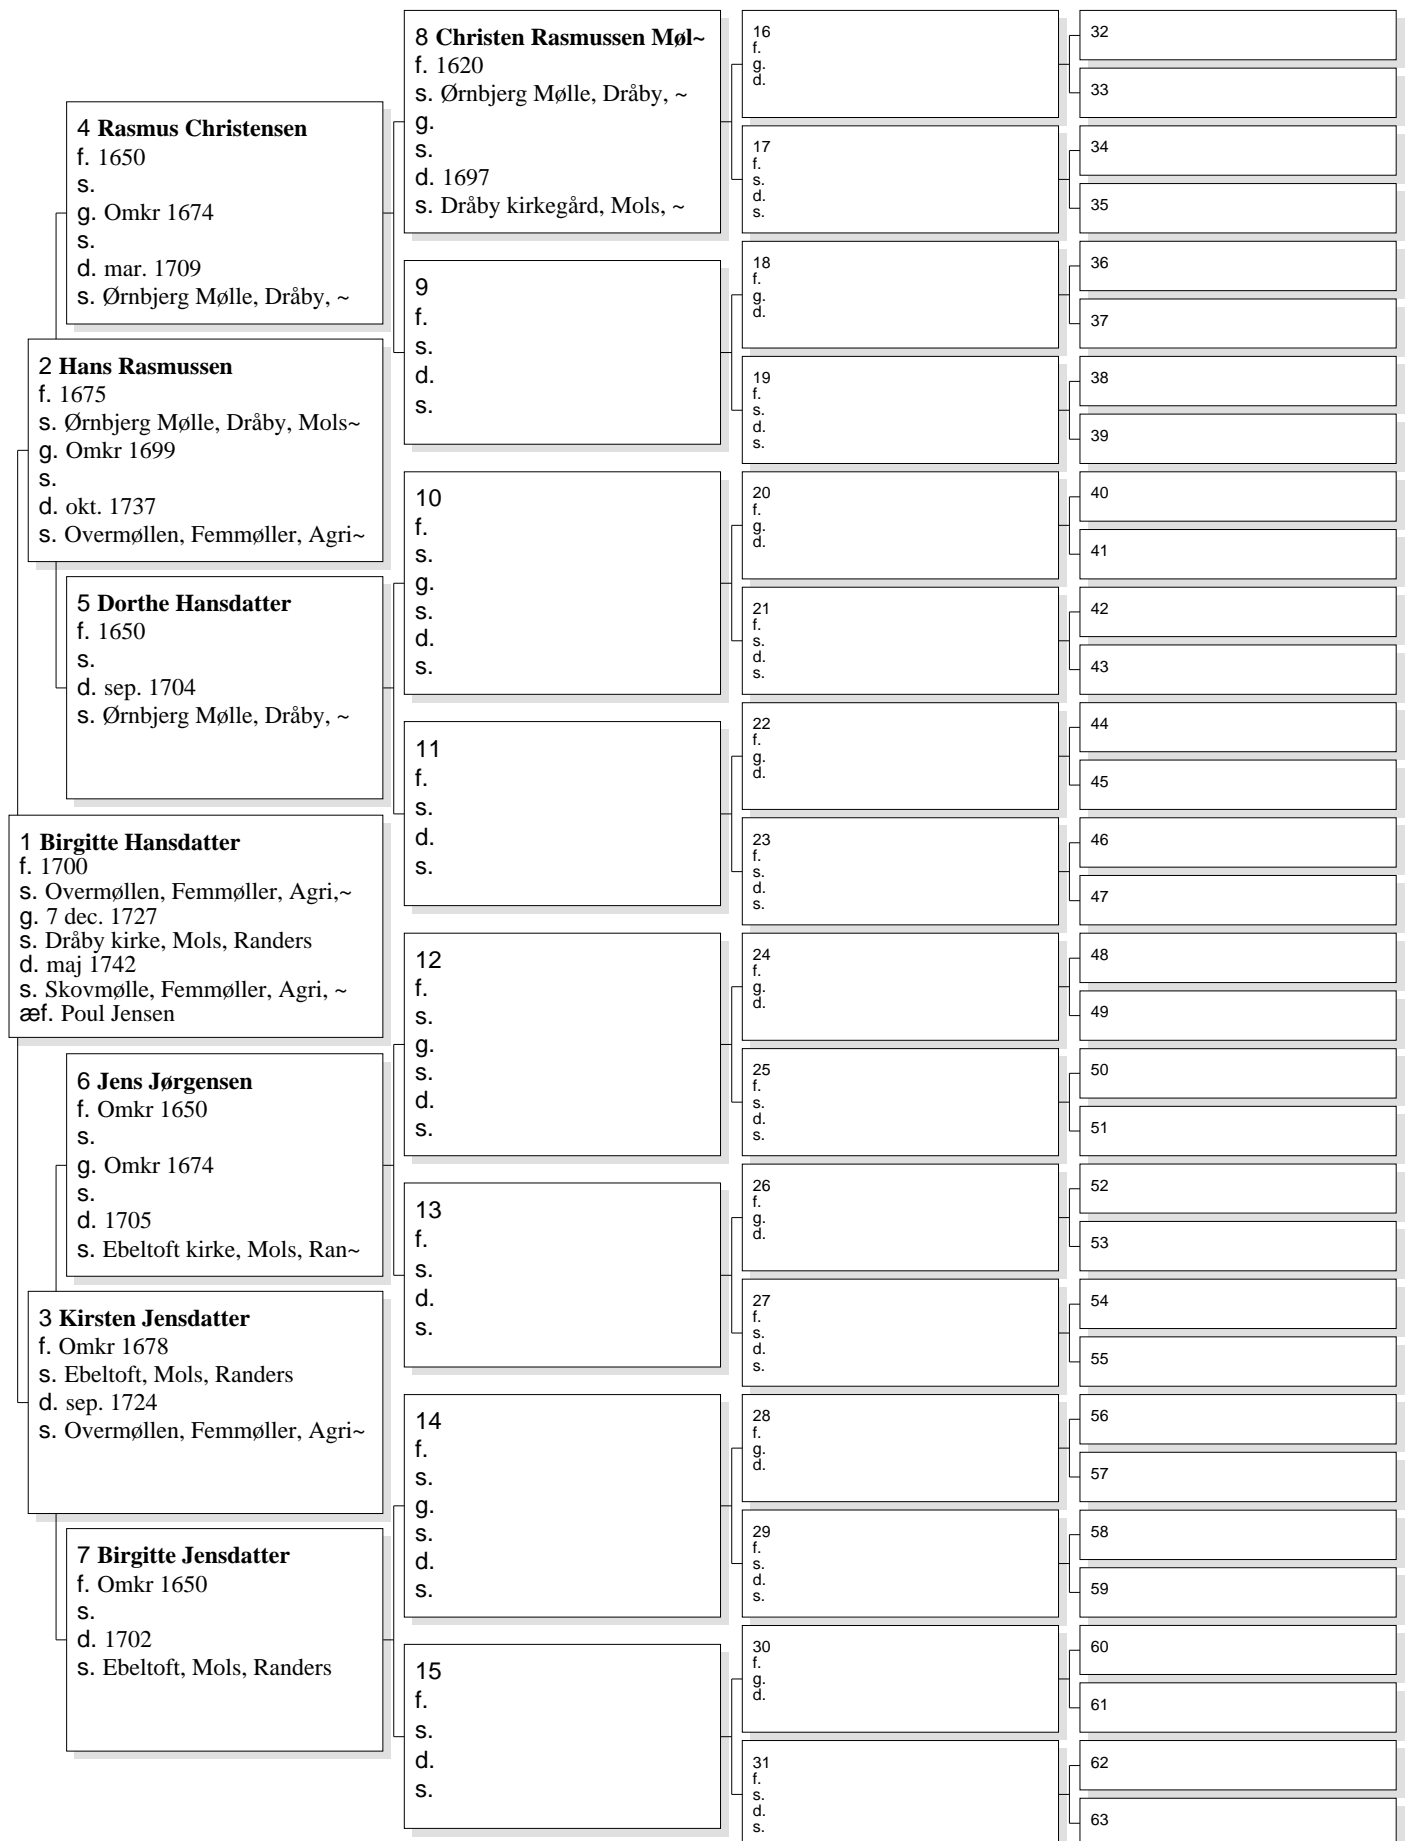 8 Christen Rasmussen Møl~
f. 1620
s. Ørnbjerg Mølle, Dråby, ~
g.
s.
d. 1697
s. Dråby kirkegård, Mols, ~
4 Rasmus Christensen
f. 1650
s.
g. Omkr 1674
s.
d. mar. 1709
s. Ørnbjerg Mølle, Dråby, ~
9
f.
s.
d.
s.
2 Hans Rasmussen
f. 1675
s. Ørnbjerg Mølle, Dråby, Mols~
g. Omkr 1699
s.
d. okt. 1737
s. Overmøllen, Femmøller, Agri~
10
f.
s.
g.
s.
d.
s.
5 Dorthe Hansdatter
f. 1650
s.
d. sep. 1704
s. Ørnbjerg Mølle, Dråby, ~
11
f.
s.
d.
s.
1 Birgitte Hansdatter
f. 1700
s. Overmøllen, Femmøller, Agri,~
g. 7 dec. 1727
s. Dråby kirke, Mols, Randers
d. maj 1742
s. Skovmølle, Femmøller, Agri, ~
æf. Poul Jensen
12
f.
s.
g.
s.
d.
s.
6 Jens Jørgensen
f. Omkr 1650
s.
g. Omkr 1674
s.
d. 1705
s. Ebeltoft kirke, Mols, Ran~
13
f.
s.
d.
s.
3 Kirsten Jensdatter
f. Omkr 1678
s. Ebeltoft, Mols, Randers
d. sep. 1724
s. Overmøllen, Femmøller, Agri~
14
f.
s.
g.
s.
d.
s.
7 Birgitte Jensdatter
f. Omkr 1650
s.
d. 1702
s. Ebeltoft, Mols, Randers
15
f.
s.
d.
s.
16
f.
g.
d.
17
f.
s.
d.
s.
18
f.
g.
d.
19
f.
s.
d.
s.
20
f.
g.
d.
21
f.
s.
d.
s.
22
f.
g.
d.
23
f.
s.
d.
s.
24
f.
g.
d.
25
f.
s.
d.
s.
26
f.
g.
d.
27
f.
s.
d.
s.
28
f.
g.
d.
29
f.
s.
d.
s.
30
f.
g.
d.
31
f.
s.
d.
s.
32
33
34
35
36
37
38
39
40
41
42
43
44
45
46
47
48
49
50
51
52
53
54
55
56
57
58
59
60
61
62
63